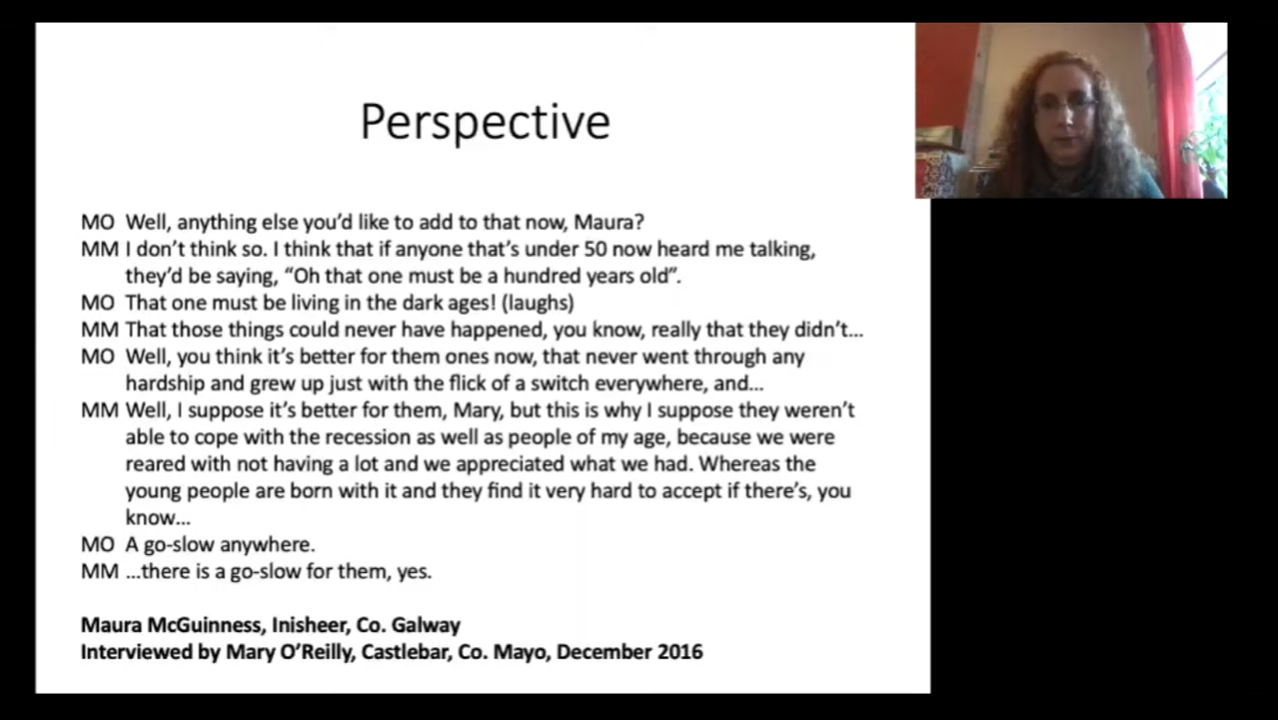 Perspective
MO Well, anything else you’d like to add to that now, Maura?
MM I don’t think so. I think that if anyone that’s under 50 now heard me talking,
they’d be saying, “Oh that one must be a hundred years old”.
MO That one must be living in the dark ages! (laughs)
MM That those things could never have happened, you know, really that they didn’t...
MO Well, you think it’s better for them ones now, that never went through any
hardship and grew up just with the flick of a switch everywhere, and...
MM Well, I suppose it’s better for them, Mary, but this is why I suppose they weren’t
able to cope with the recession as well as people of my age, because we were
reared with not having a lot and we appreciated what we had. Whereas the
young people are born with it and they find it very hard to accept if there’s, you
know...
MO A go-slow anywhere.
MM ...there is a go-slow for them, yes.
Maura McGuinness, Inisheer, Co. Galway
Interviewed by Mary O’Reilly, Castlebar, Co. Mayo, December 2016